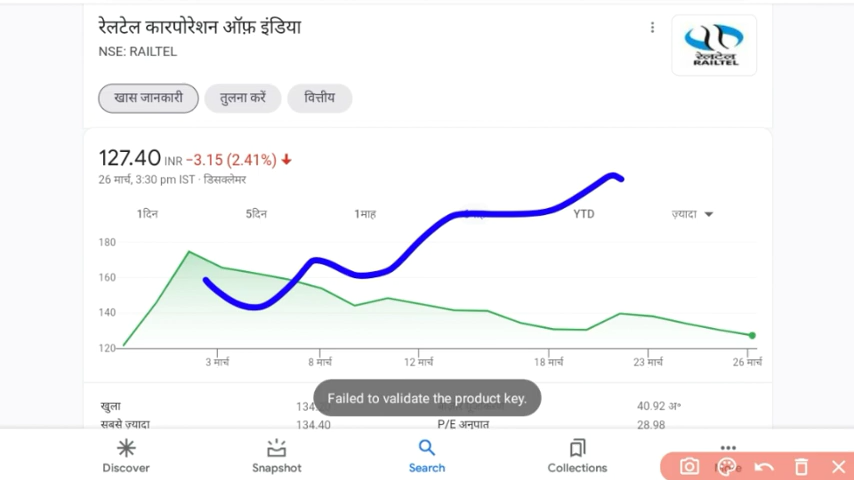 रेलटेल कारपोरेशन ऑफ़ इंडिया
NSE: RAILTEL
रेलटेल
RAILTEL
खास जानकारी तुलना करें वित्तीय
127.40 INR −3.15 (2.41%)
26 मार्च, 3:30 pm IST · डिसक्लेमर
1दिन 5दिन 1माह YTD ज़्यादा
180
160
140
120
3 मार्च 8 मार्च 12 मार्च 18 मार्च 23 मार्च 26 मार्च
Failed to validate the product key.
खुला 40.92 अ॰
सबसे ज़्यादा 134.40 P/E अनुपात 28.98
Discover Snapshot Search Collections